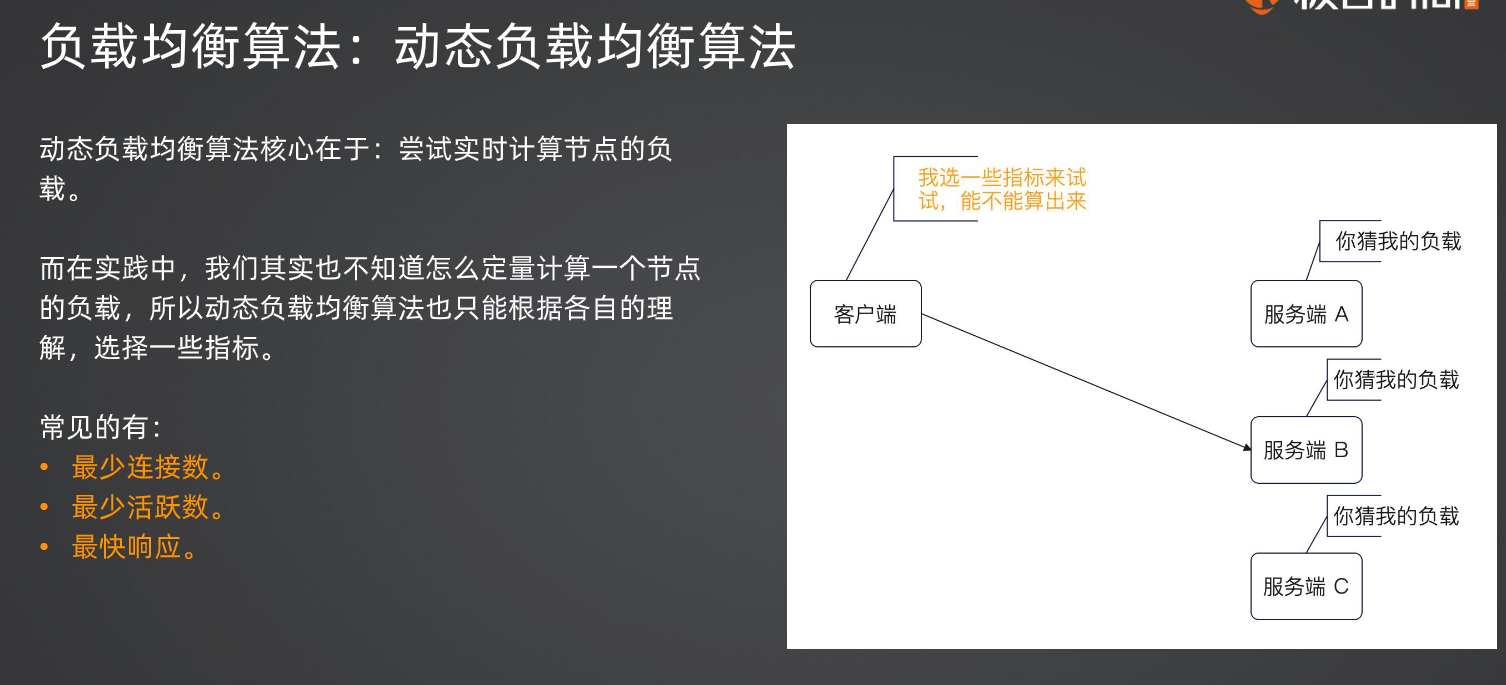 负载均衡算法：动态负载均衡算法
动态负载均衡算法核心在于：尝试实时计算节点的负
载。
而在实践中，我们其实也不知道怎么定量计算一个节点
的负载，所以动态负载均衡算法也只能根据各自的理
解，选择一些指标。
常见的有：
• 最少连接数。
• 最少活跃数。
• 最快响应。
我选一些指标来试
试，能不能算出来
客户端
你猜我的负载
服务端 A
你猜我的负载
服务端 B
你猜我的负载
服务端 C